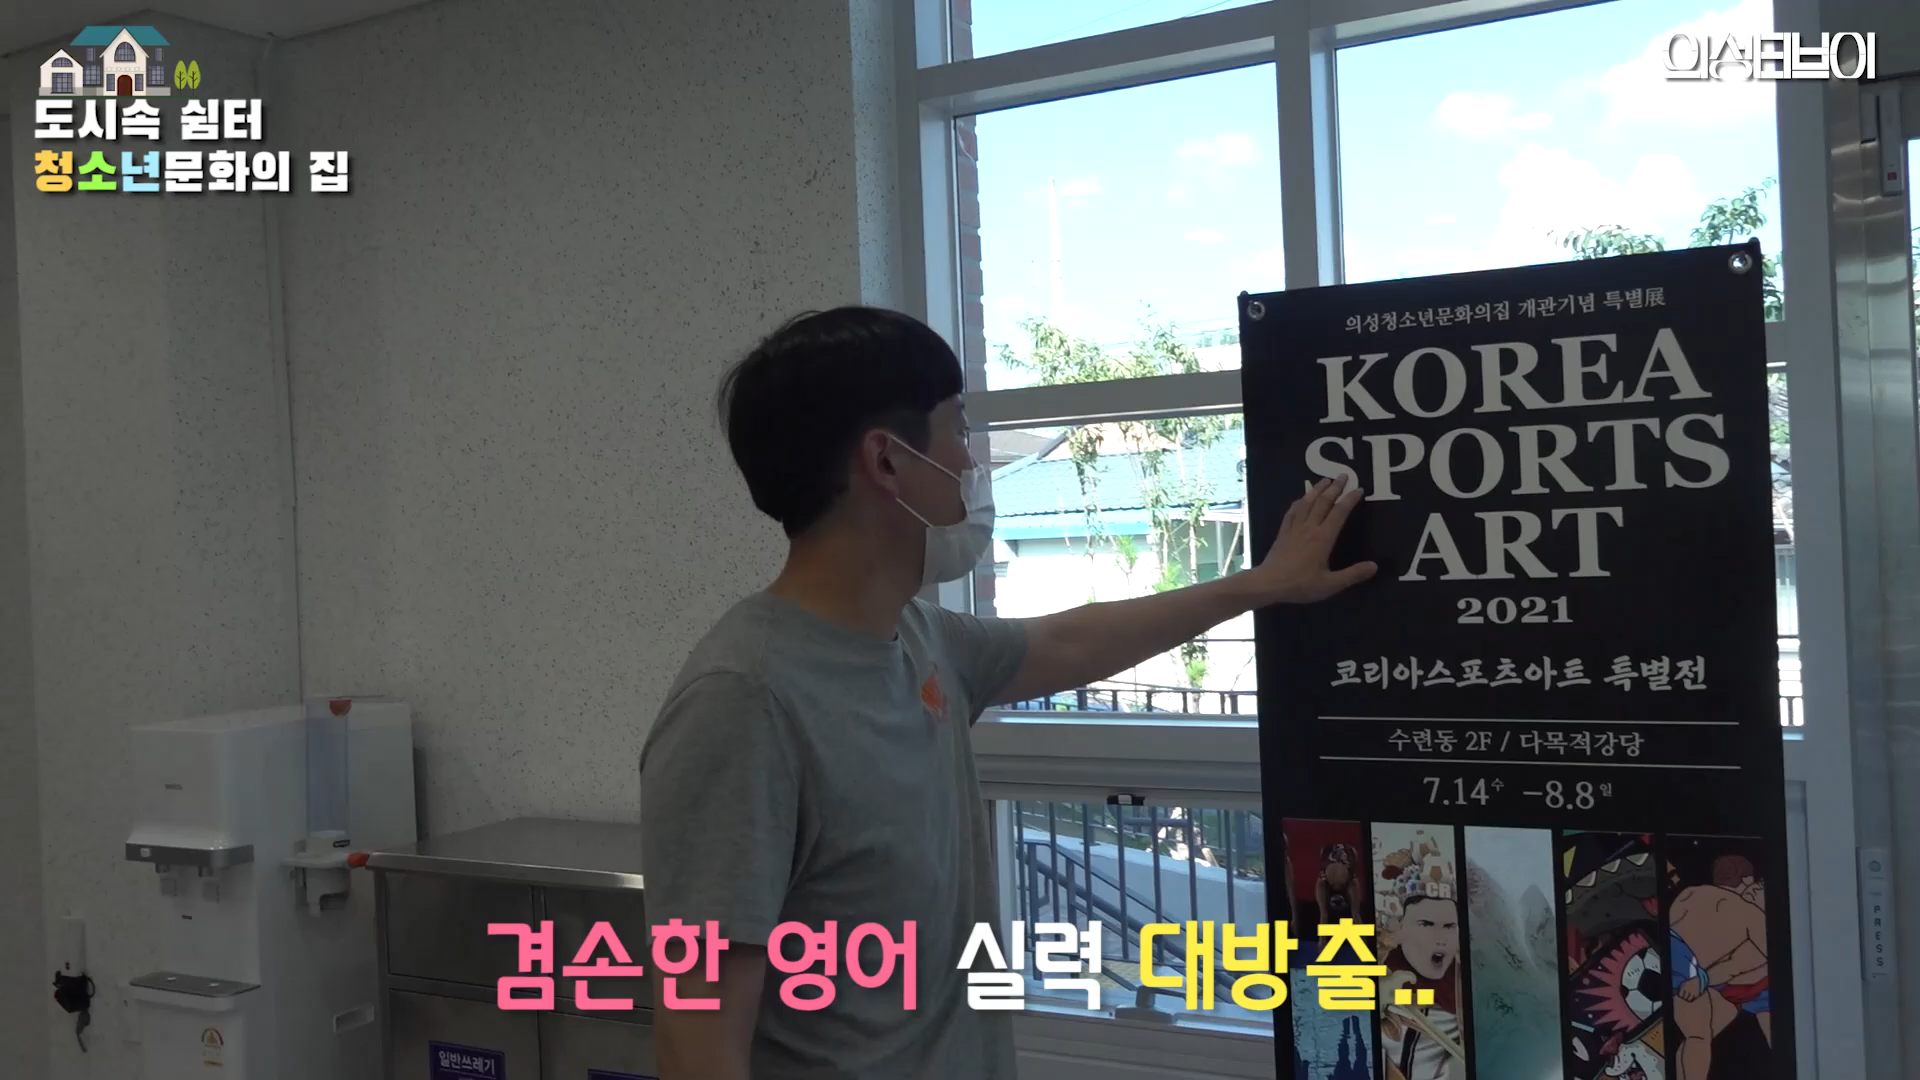 도시속 쉼터
청소년문화의 집
의성티브이
의성청소년문화의집 개관기념 특별展
KOREA
SPORTS
ART
2021
코리아스포츠아트 특별전
수련동 2F / 다목적강당
7.14수 -8.8일
CR
PRESS
겸손한 영어 실력 대방출..
일반쓰레기